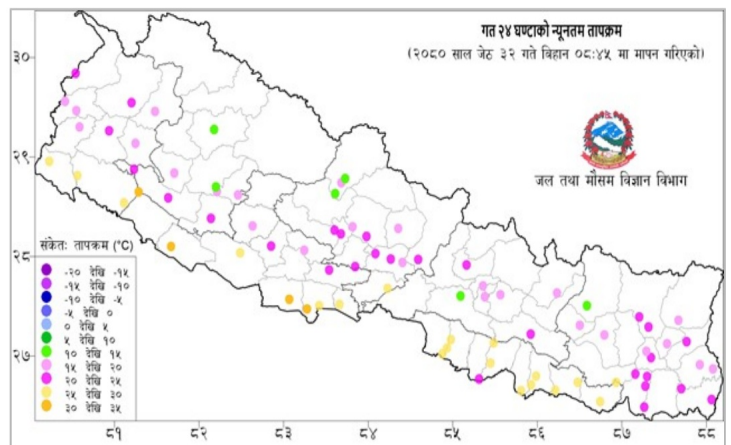 गत २४ घण्टाको न्यूनतम तापक्रम
(२०८० साल जेठ ३२ गते बिहान ०८:४५ मा मापन गरिएको)
जल तथा मौसम विज्ञान विभाग
३०
२९
२८
२७
संकेत: तापक्रम (°C)
-२० देखि -१५
-१५ देखि -१०
-१० देखि -५
-५ देखि ०
० देखि ५
५ देखि १०
१० देखि १५
१५ देखि २०
२० देखि २५
२५ देखि ३०
३० देखि ३५
८१ ८२ ८३ ८४ ८५ ८६ ८७ ८८